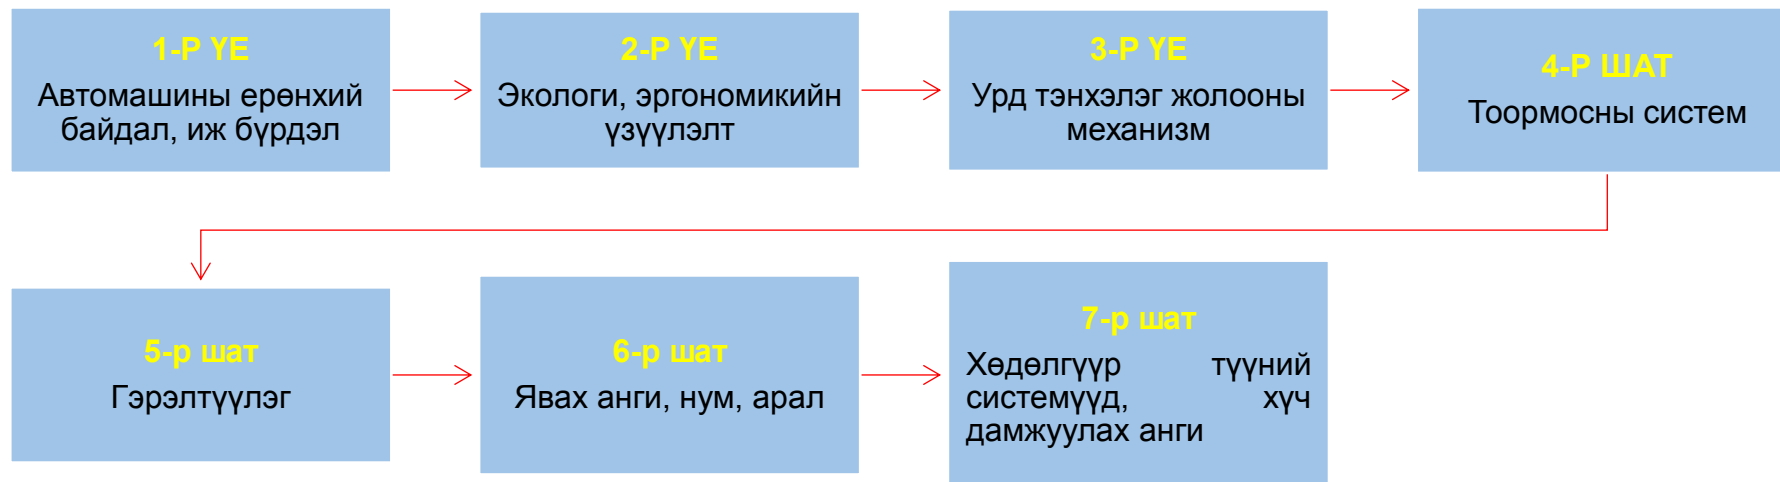 1-Р ҮЕ
Автомашины ерөнхий
байдал, иж бүрдэл
2-Р ҮЕ
Экологи, эргономикийн
үзүүлэлт
3-Р ҮЕ
Урд тэнхэлэг жолооны
механизм
4-Р ШАТ
Тоормосны систем
5-р шат
Гэрэлтүүлэг
6-р шат
Явах анги, нум, арал
7-р шат
Хөдөлгүүр түүний
системүүд, хүч
дамжуулах анги